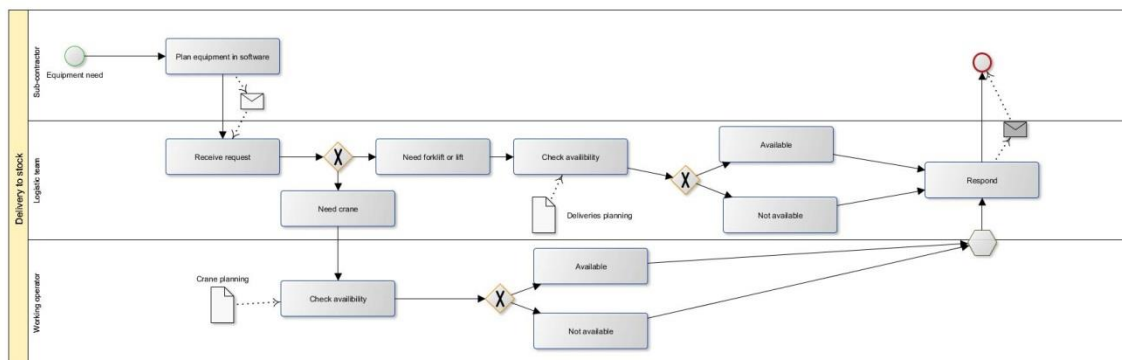 Delivery to stock
Sub-contractor
Equipment need
Plan equipment in software
Logistic team
Receive request
X
Need forklift or lift
Need crane
Check availibility
Deliveries planning
X
Available
Not available
Respond
Working operator
Crane planning
Check availibility
X
Available
Not available